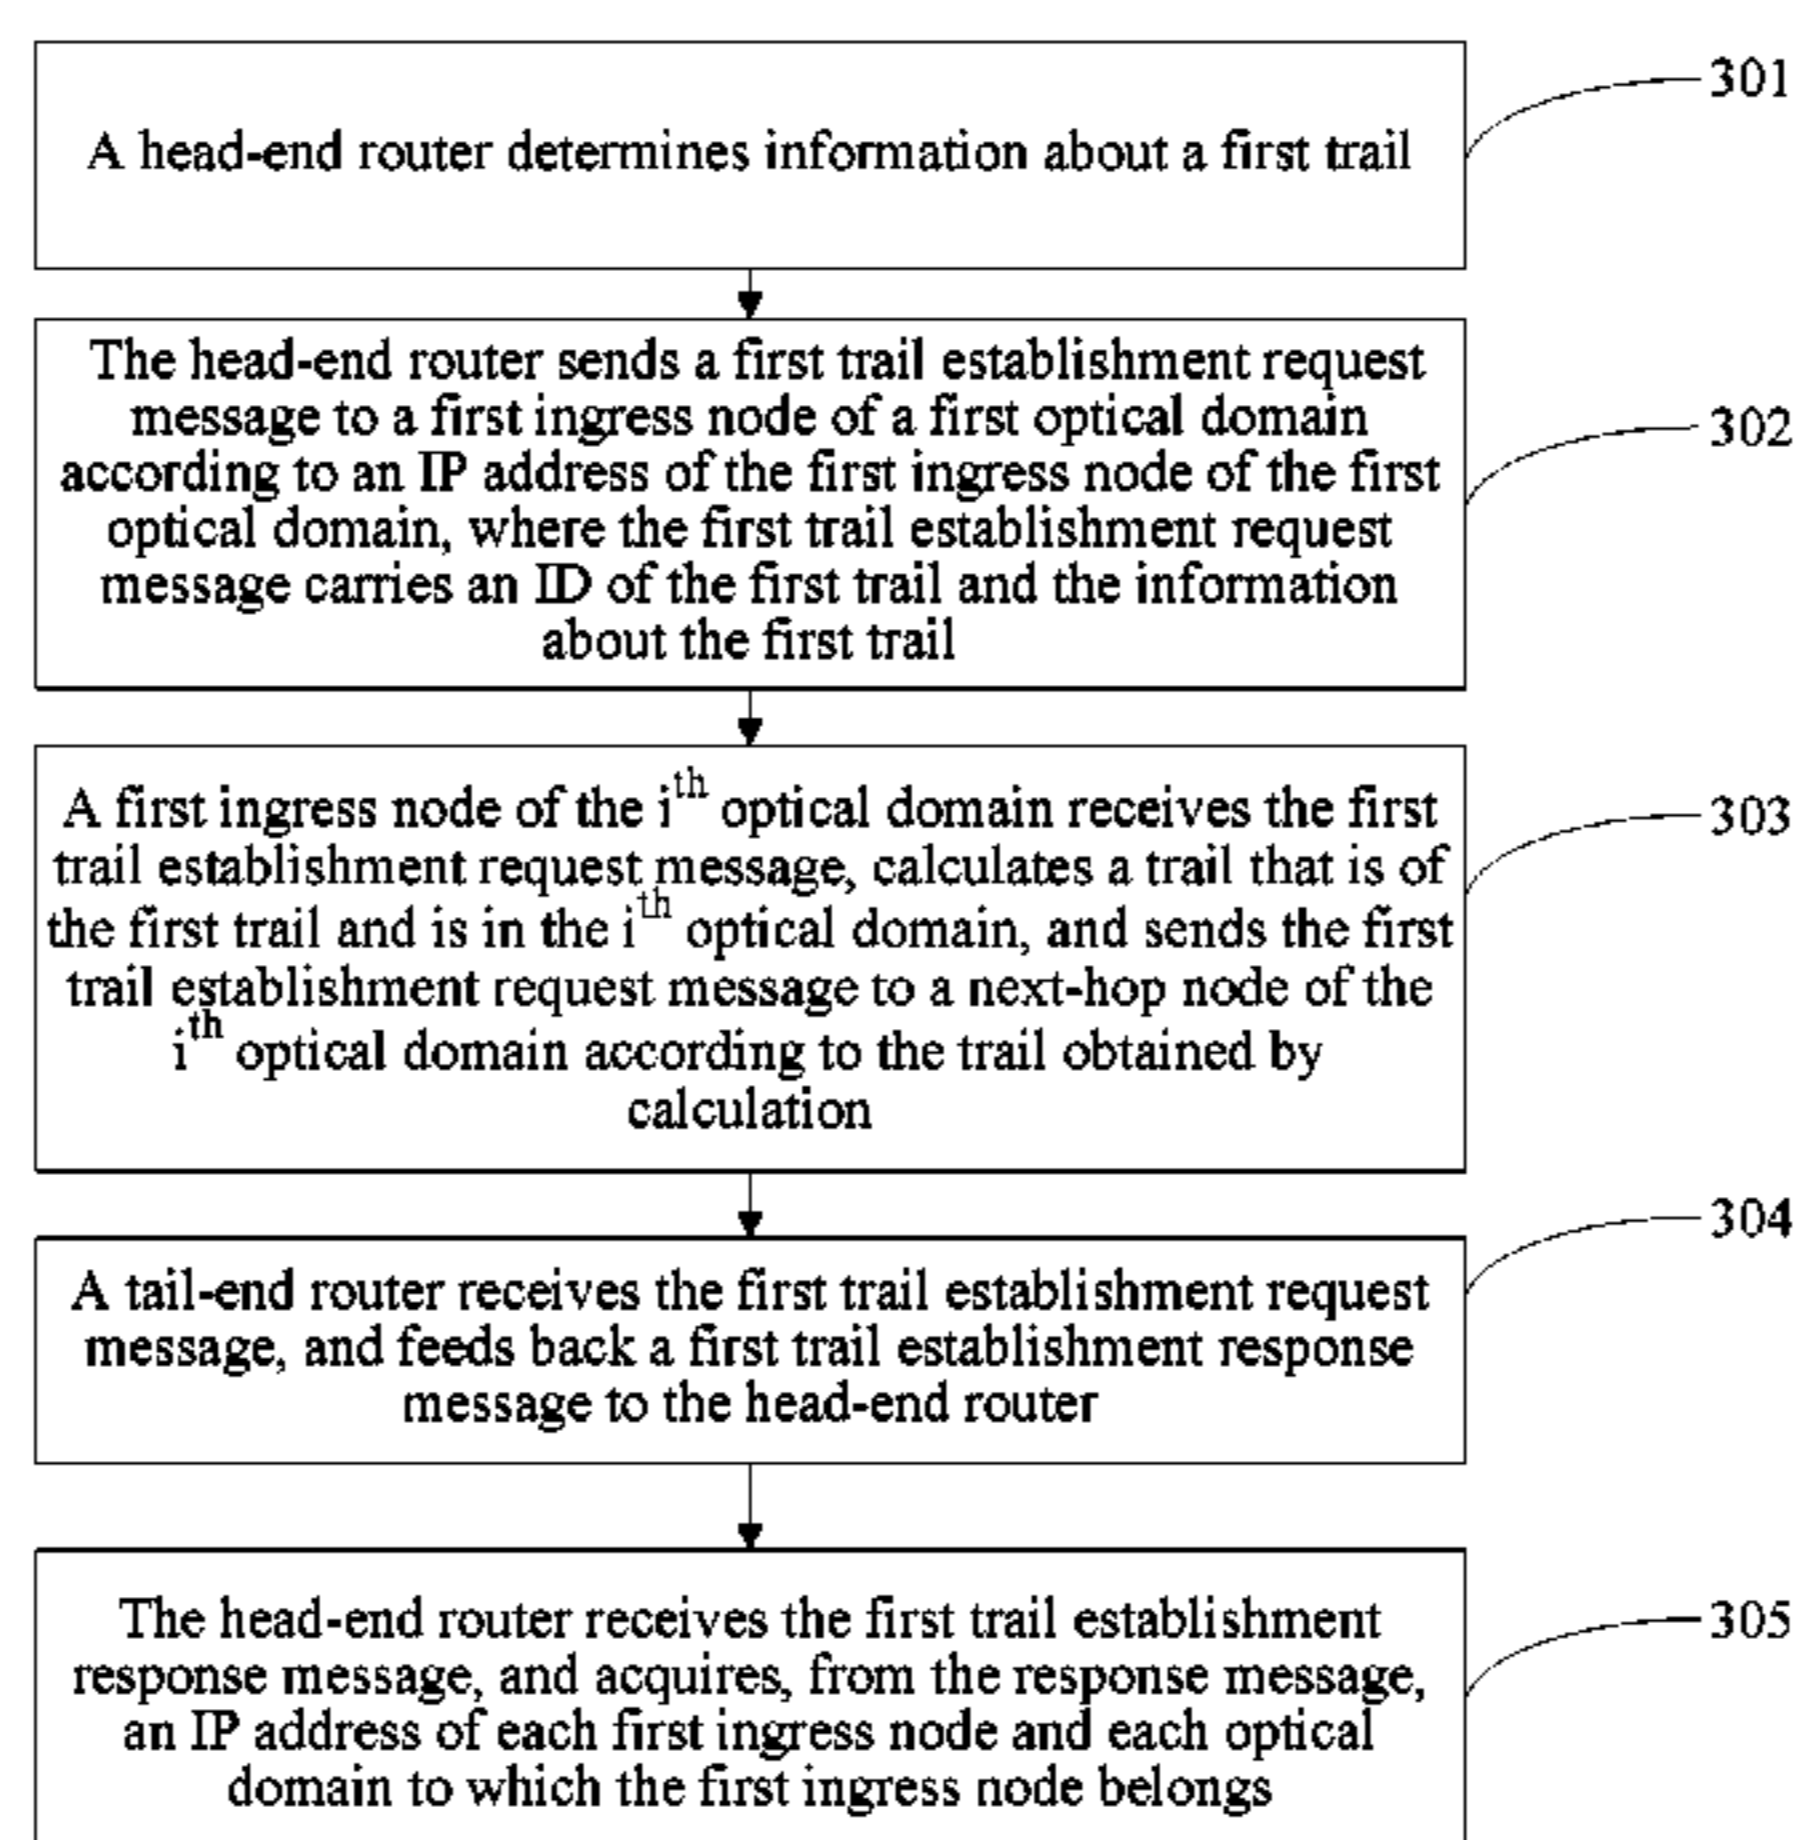 A head-end router determines information about a first trail
301
The head-end router sends a first trail establishment request
message to a first ingress node of a first optical domain
according to an IP address of the first ingress node of the first
optical domain, where the first trail establishment request
message carries an ID of the first trail and the information
about the first trail
302
A first ingress node of the ith optical domain receives the first
trail establishment request message, calculates a trail that is of
the first trail and is in the ith optical domain, and sends the first
trail establishment request message to a next-hop node of the
ith optical domain according to the trail obtained by
calculation
303
A tail-end router receives the first trail establishment request
message, and feeds back a first trail establishment response
message to the head-end router
304
The head-end router receives the first trail establishment
response message, and acquires, from the response message,
an IP address of each first ingress node and each optical
domain to which the first ingress node belongs
305